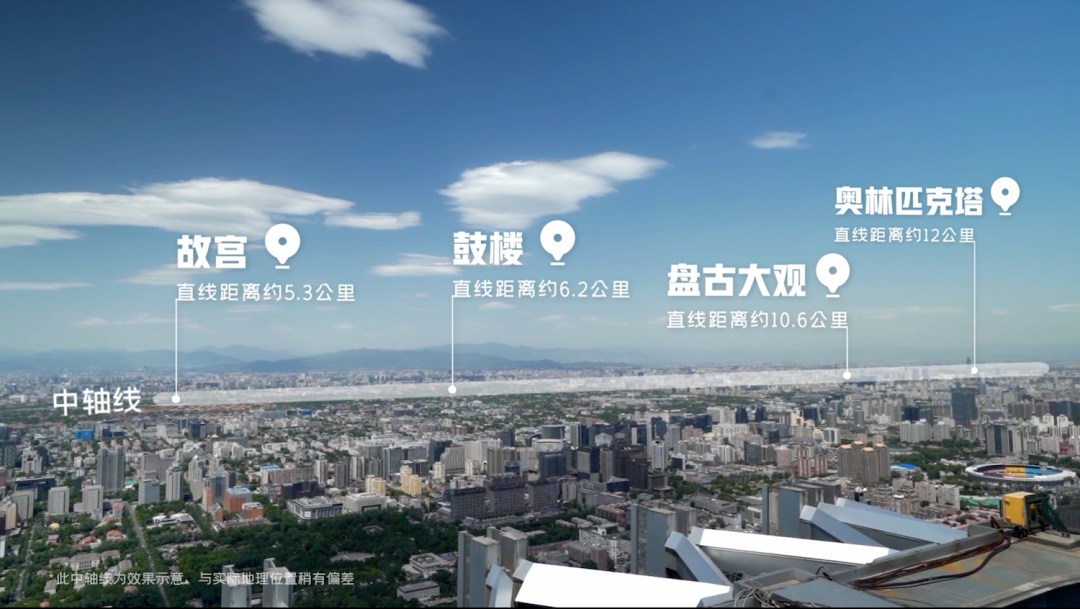 奥林匹克塔
直线距离约12公里
故宫
直线距离约5.3公里
鼓楼
直线距离约6.2公里
盘古大观
直线距离约10.6公里
中轴线
*此中轴线为效果示意，与实际地理位置稍有偏差